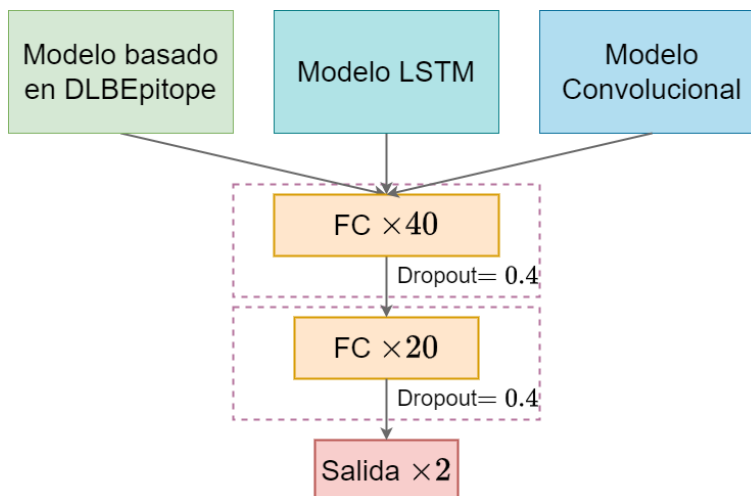 Modelo basado
en DLBEpitope
Modelo LSTM
Modelo
Convolucional
FC ×40
Dropout= 0.4
FC ×20
Dropout= 0.4
Salida ×2